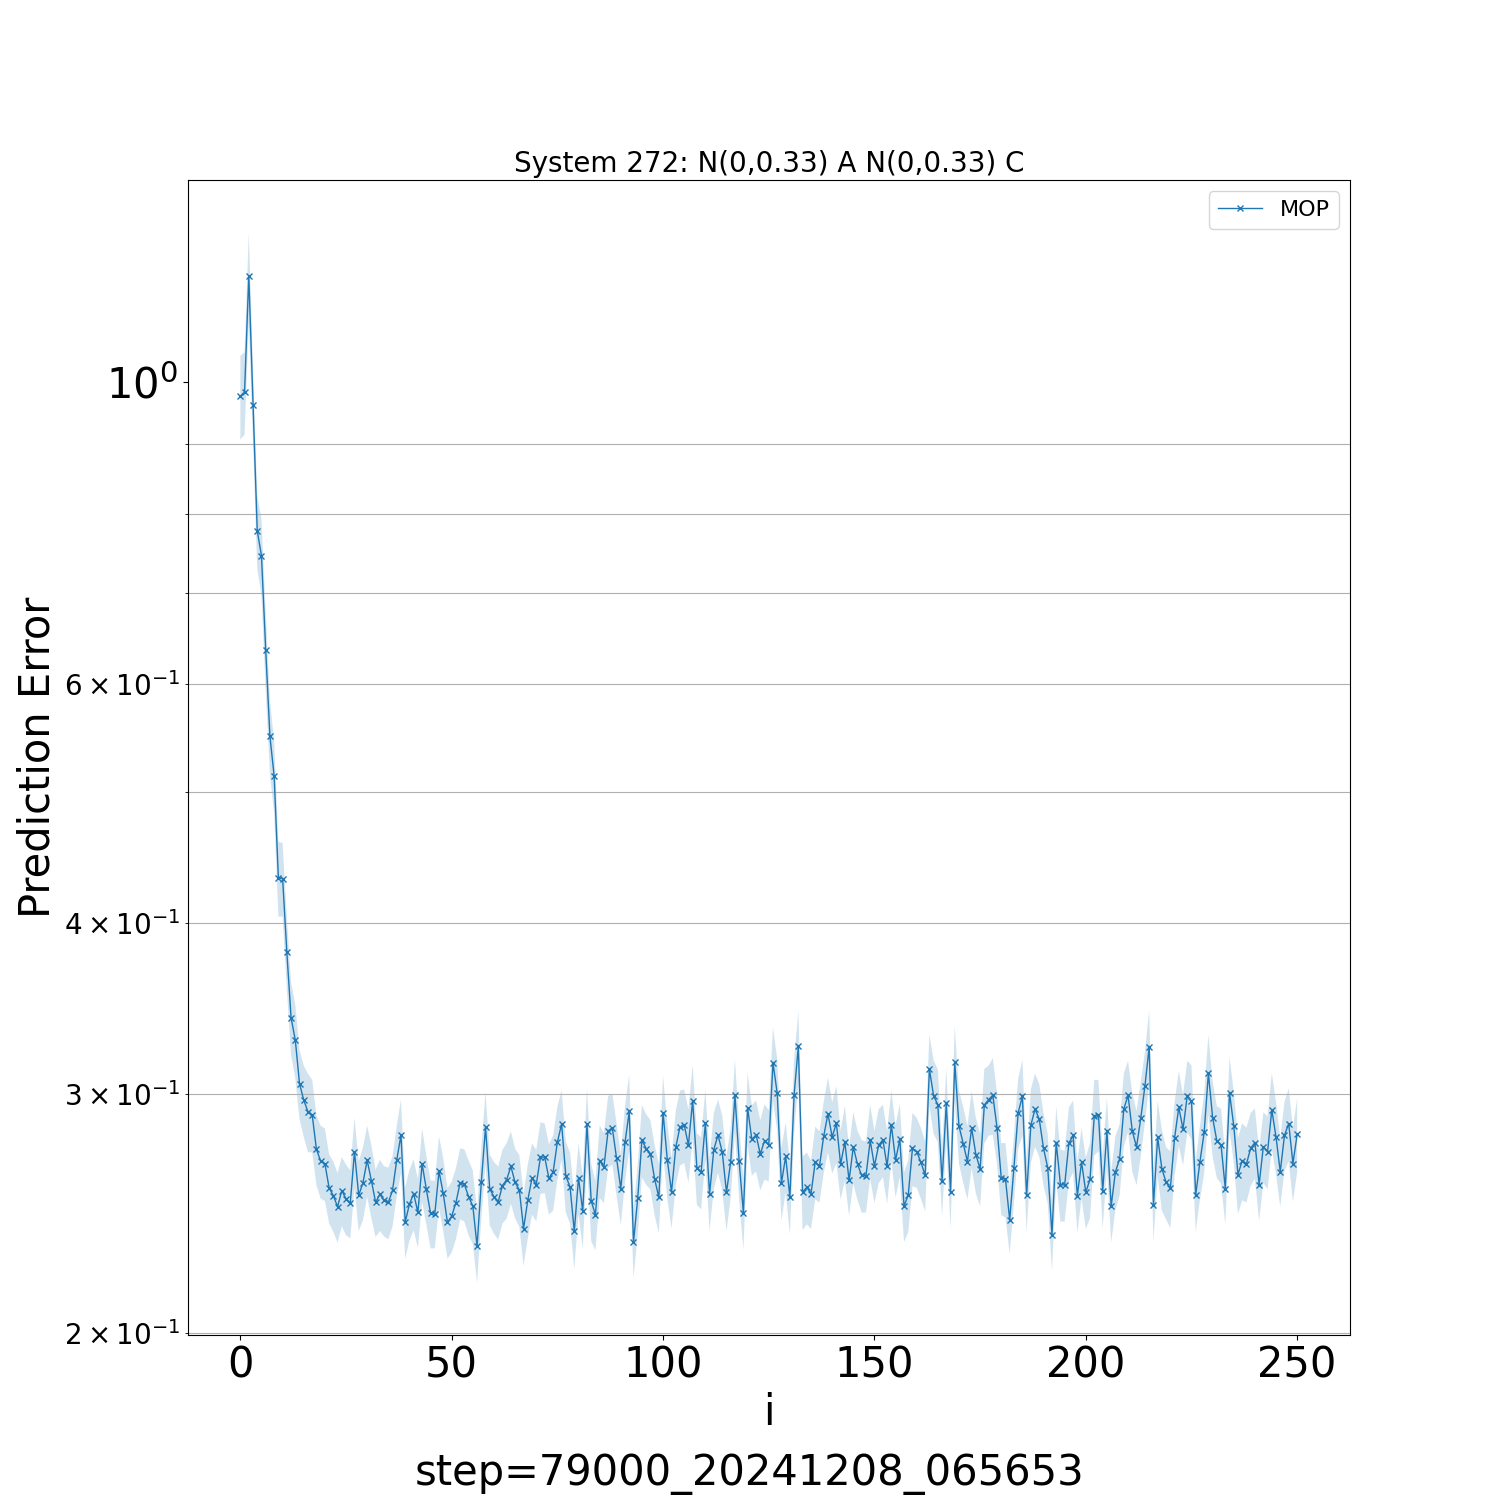 System 272: N(0,0.33) A N(0,0.33) C
MOP
10⁰
6 × 10⁻¹
4 × 10⁻¹
3 × 10⁻¹
2 × 10⁻¹
Prediction Error
0 50 100 150 200 250
i
step=79000_20241208_065653